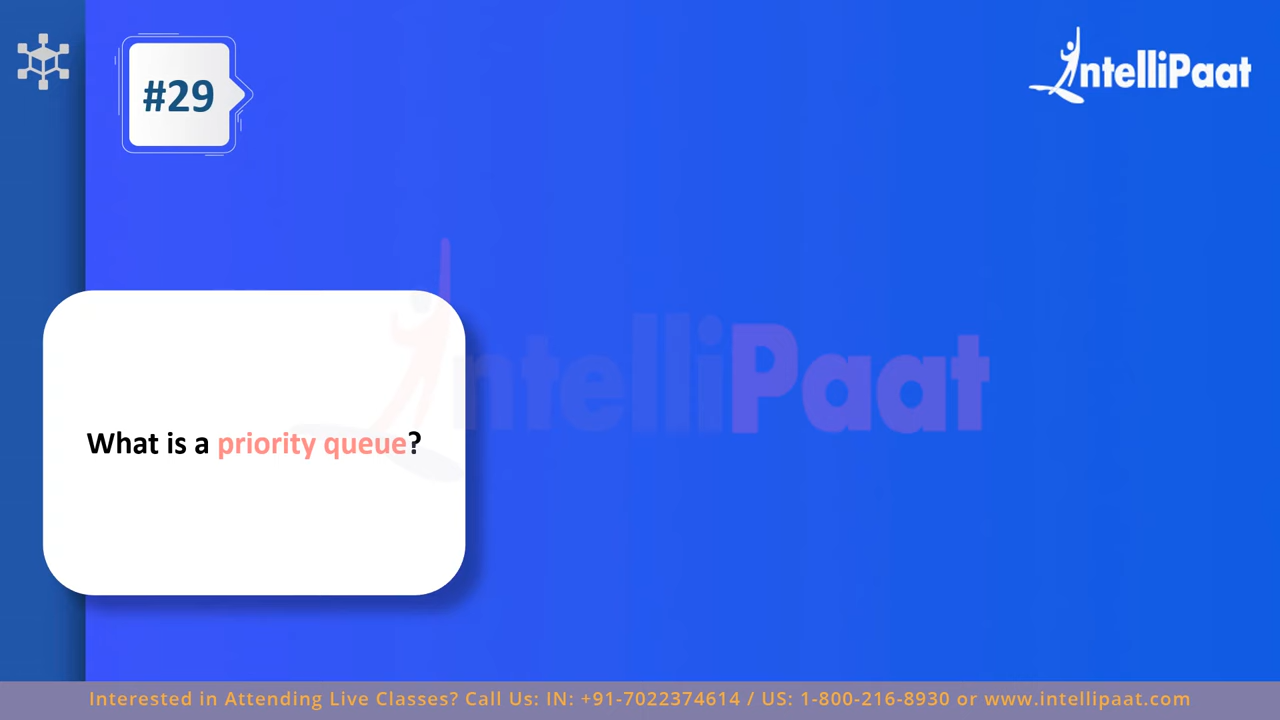 #29
IntelliPaat
What is a priority queue?
IntelliPaat
Interested in Attending Live Classes? Call Us: IN: +91-7022374614 / US: 1-800-216-8930 or www.intellipaat.com